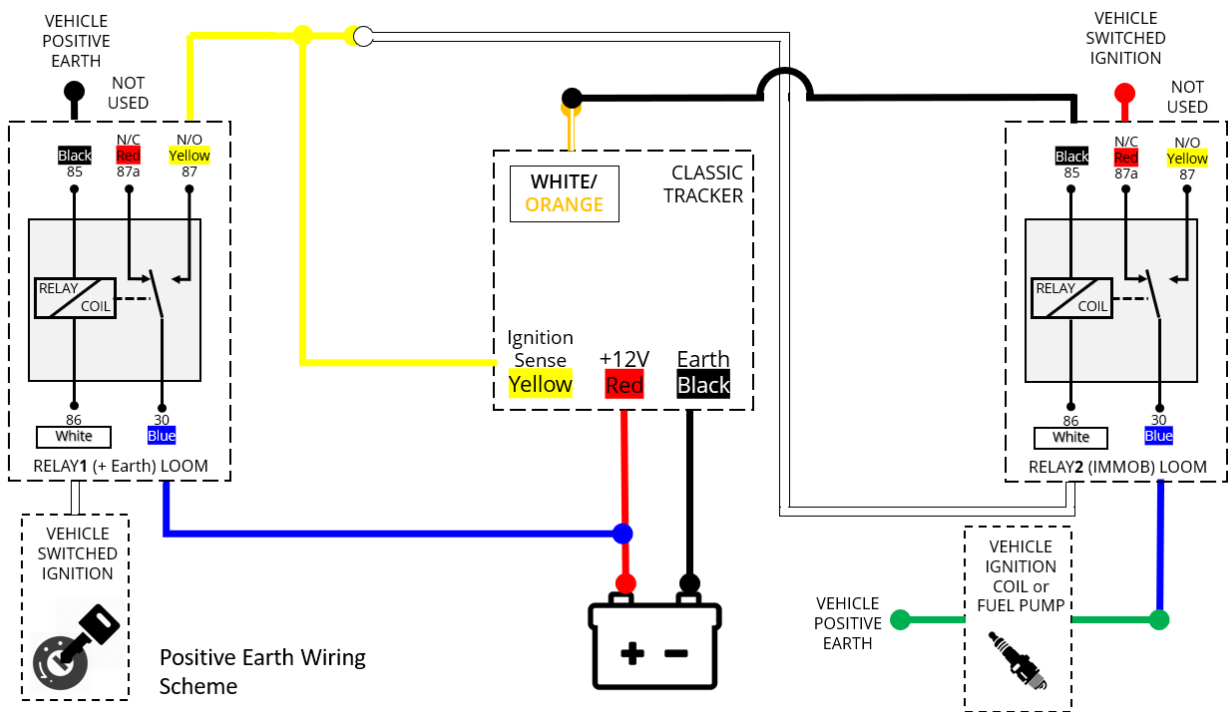 VEHICLE
POSITIVE
EARTH
NOT
USED
Black
85
N/C
Red
87a
N/O
Yellow
87
RELAY
COIL
86
White
30
Blue
RELAY1 (+ Earth) LOOM
VEHICLE
SWITCHED
IGNITION
Positive Earth Wiring
Scheme
WHITE/
ORANGE
CLASSIC
TRACKER
Ignition
Sense
Yellow
+12V
Red
Earth
Black
+ -
VEHICLE
SWITCHED
IGNITION
NOT
USED
Black
85
N/C
Red
87a
N/O
Yellow
87
RELAY
COIL
86
White
30
Blue
RELAY2 (IMMOB) LOOM
VEHICLE
IGNITION
COIL or
FUEL PUMP
VEHICLE
POSITIVE
EARTH